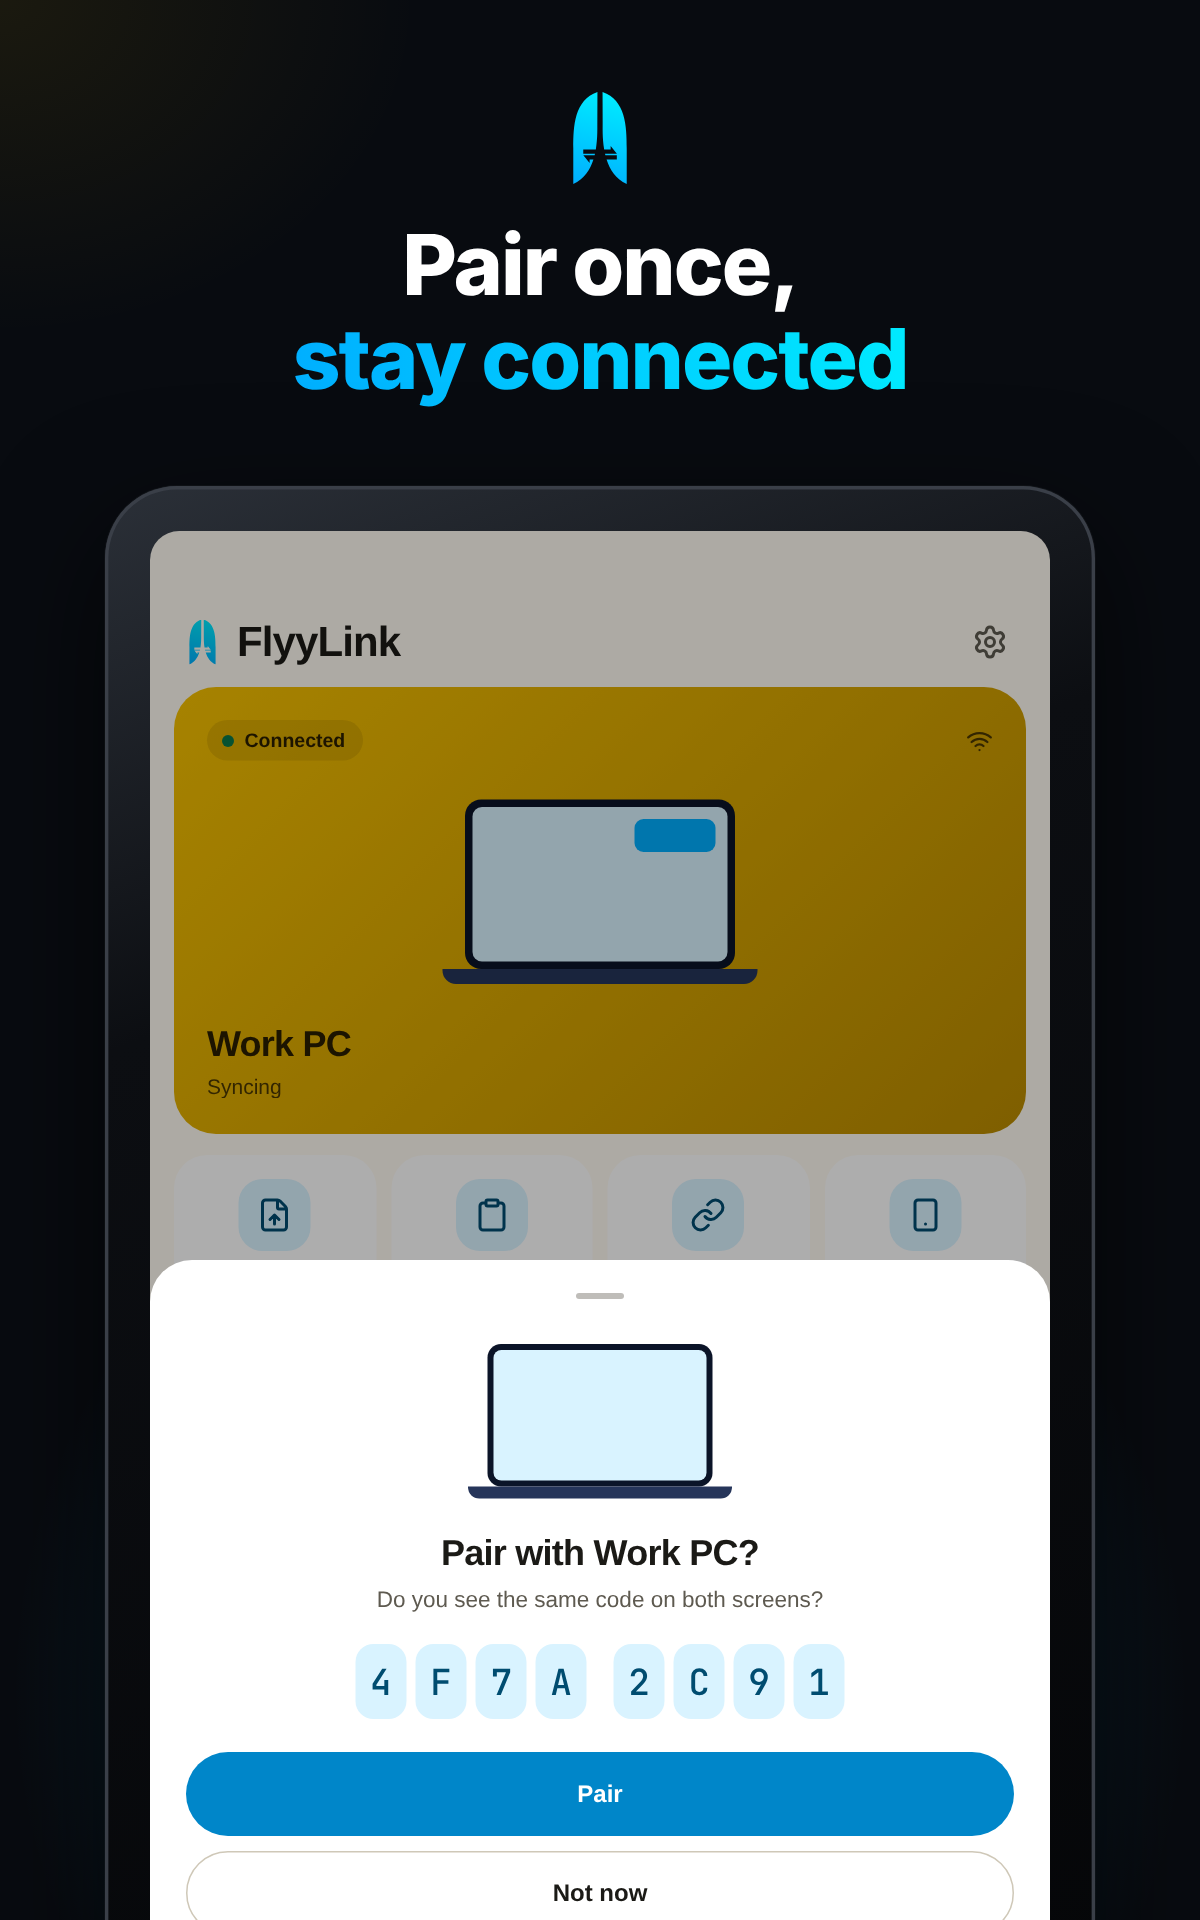 Pair once,
stay connected
FlyyLink
Connected
Work PC
Syncing
Pair with Work PC?
Do you see the same code on both screens?
4 F 7 A 2 C 9 1
Pair
Not now